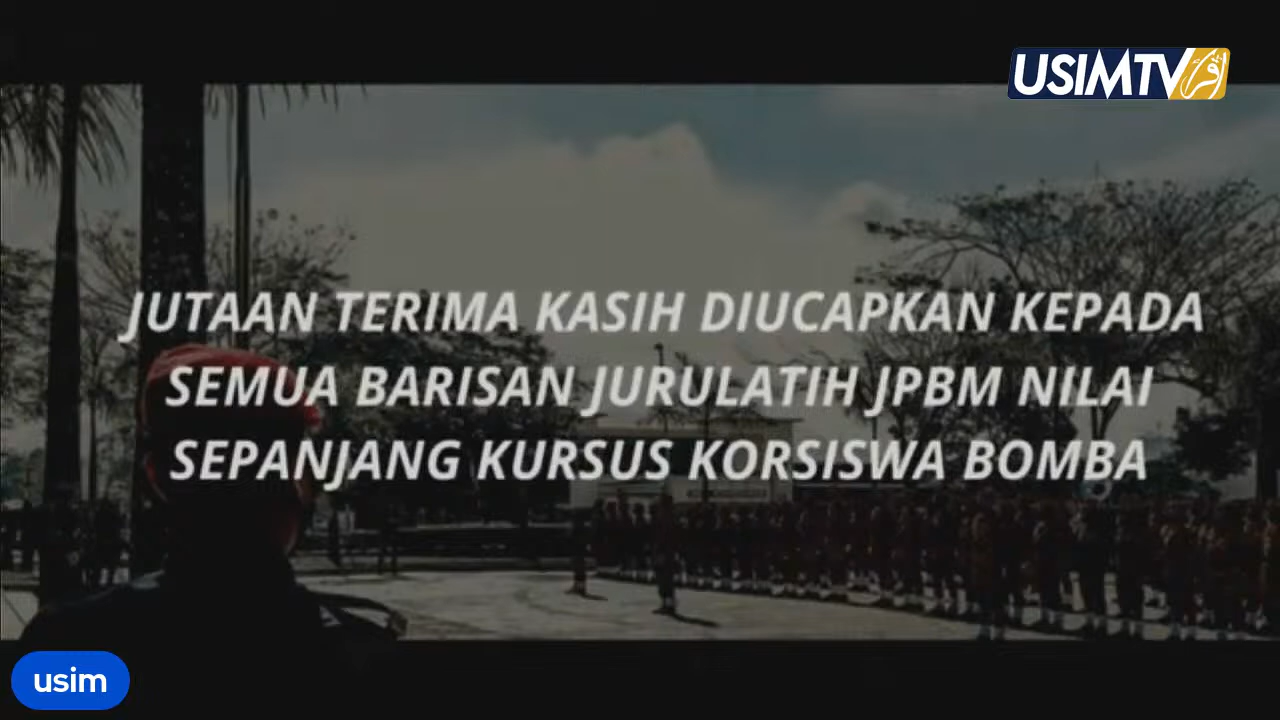 USIMTV
JUTAAN TERIMA KASIH DIUCAPKAN KEPADA
SEMUA BARISAN JURULATIH JPBM NILAI
SEPANJANG KURSUS KORSISWA BOMBA
usim